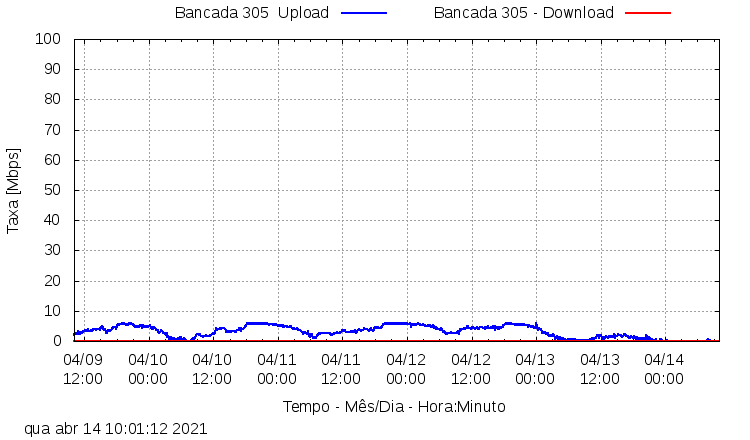 Bancada 305  Upload
Bancada 305 - Download
Taxa [Mbps]
100
90
80
70
60
50
40
30
20
10
0
04/09 04/10 04/10 04/11 04/11 04/12 04/12 04/13 04/13 04/14
12:00 00:00 12:00 00:00 12:00 00:00 12:00 00:00 12:00 00:00
Tempo - Mês/Dia - Hora:Minuto
qua abr 14 10:01:12 2021